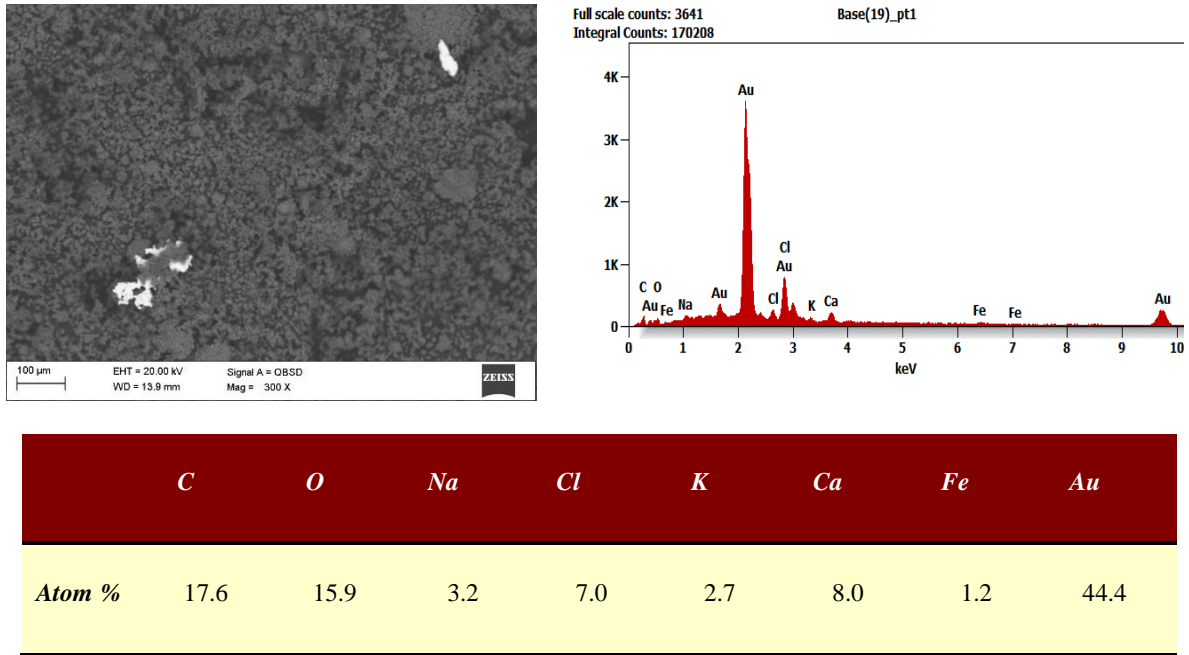 Full scale counts: 3641 Base(19)_pt1
Integral Counts: 170208
4K
3K
2K
1K
0
Au
Cl
Au
C O
Au
Fe
Na
Au
Cl
K
Ca
Fe
Fe
Au
0 1 2 3 4 5 6 7 8 9 10
keV
100 µm EHT = 20.00 kV Signal A = QBSD
WD = 13.9 mm Mag = 300 X
ZEISS
C O Na Cl K Ca Fe Au
Atom % 17.6 15.9 3.2 7.0 2.7 8.0 1.2 44.4